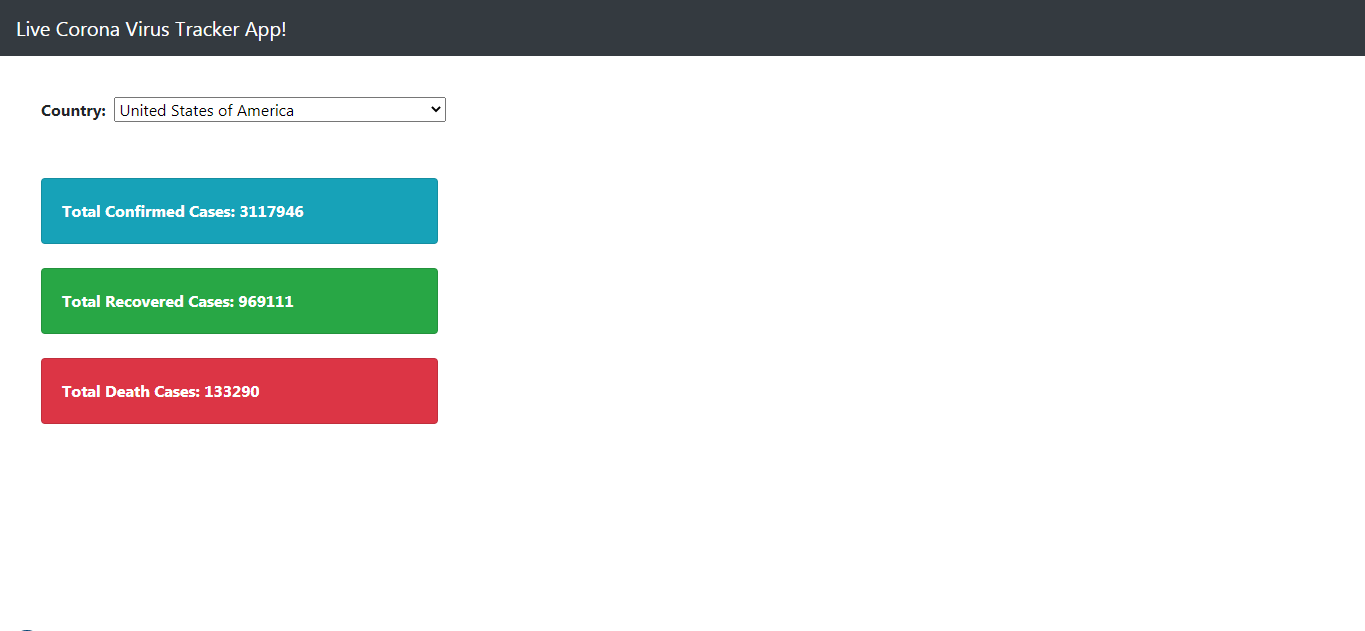 Live Corona Virus Tracker App!
Country: United States of America
Total Confirmed Cases: 3117946
Total Recovered Cases: 969111
Total Death Cases: 133290